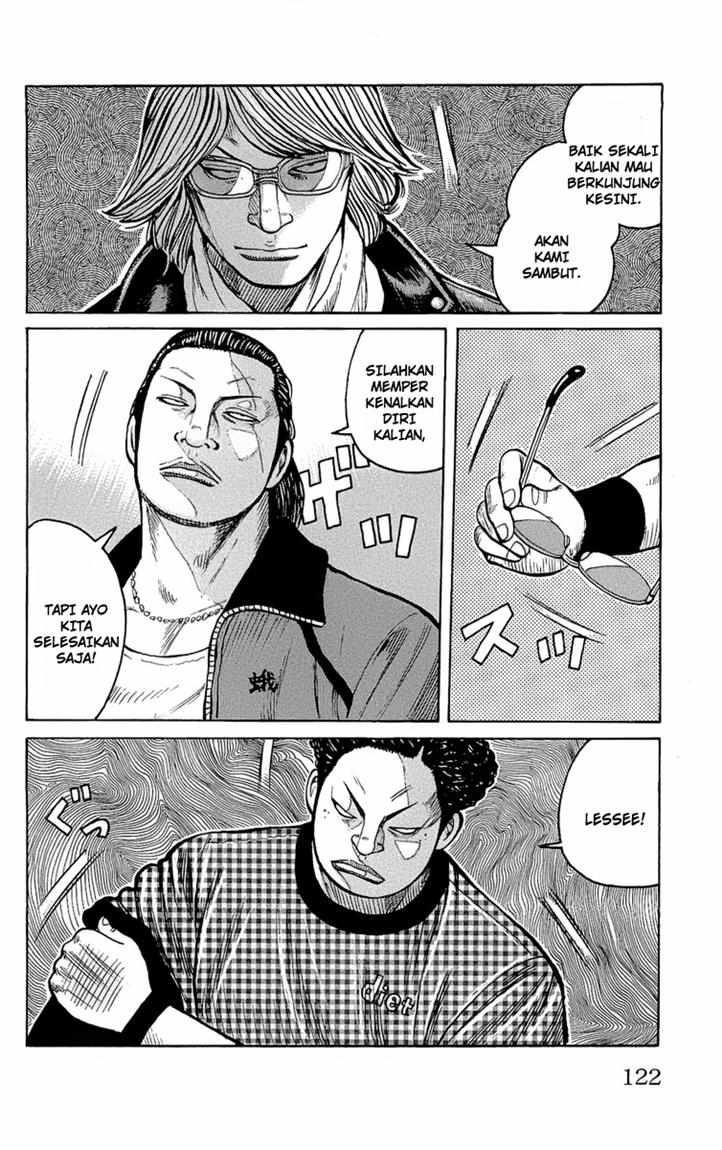 BAIK SEKALI
KALIAN MAU
BERKUNJUNG
KESINI.
AKAN
KAMI
SAMBUT.
SILAHKAN
MEMPER
KENALKAN
DIRI
KALIAN,
ザッ
TAPI AYO
KITA
SELESAIKAN
SAJA!
スッ
LESSEE!
ぐっ
diet
122